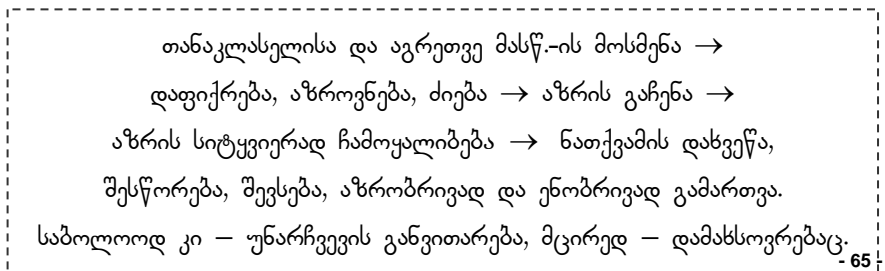 თანაკლასელისა და აგრეთვე მასწ.-ის მოსმენა →
დაფიქრება, აზროვნება, ძიება → აზრის გაჩენა →
აზრის სიტყვიერად ჩამოყალიბება → ნათქვამის დახვეწა,
შესწორება, შევსება, აზრობრივად და ენობრივად გამართვა.
საბოლოოდ კი – უნარჩვევის განვითარება, მცირედ – დამახსოვრებაც.
- 65 -